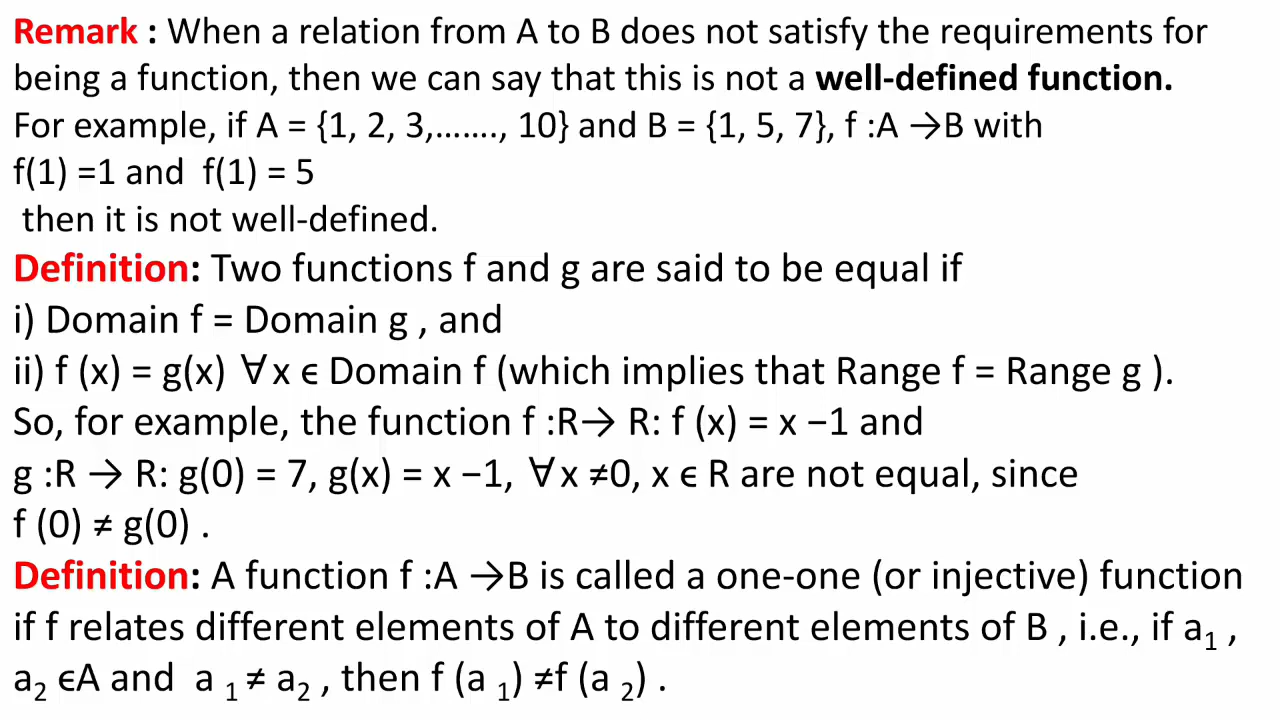 Remark : When a relation from A to B does not satisfy the requirements for
being a function, then we can say that this is not a well-defined function.
For example, if A = {1, 2, 3,......., 10} and B = {1, 5, 7}, f :A →B with
f(1) =1 and f(1) = 5
then it is not well-defined.
Definition: Two functions f and g are said to be equal if
i) Domain f = Domain g , and
ii) f (x) = g(x) ∀x ϵ Domain f (which implies that Range f = Range g ).
So, for example, the function f :R→ R: f (x) = x −1 and
g :R → R: g(0) = 7, g(x) = x −1, ∀x ≠0, x ϵ R are not equal, since
f (0) ≠ g(0) .
Definition: A function f :A →B is called a one-one (or injective) function
if f relates different elements of A to different elements of B , i.e., if a₁ ,
a₂ ϵA and a ₁ ≠ a₂ , then f (a ₁) ≠f (a ₂) .